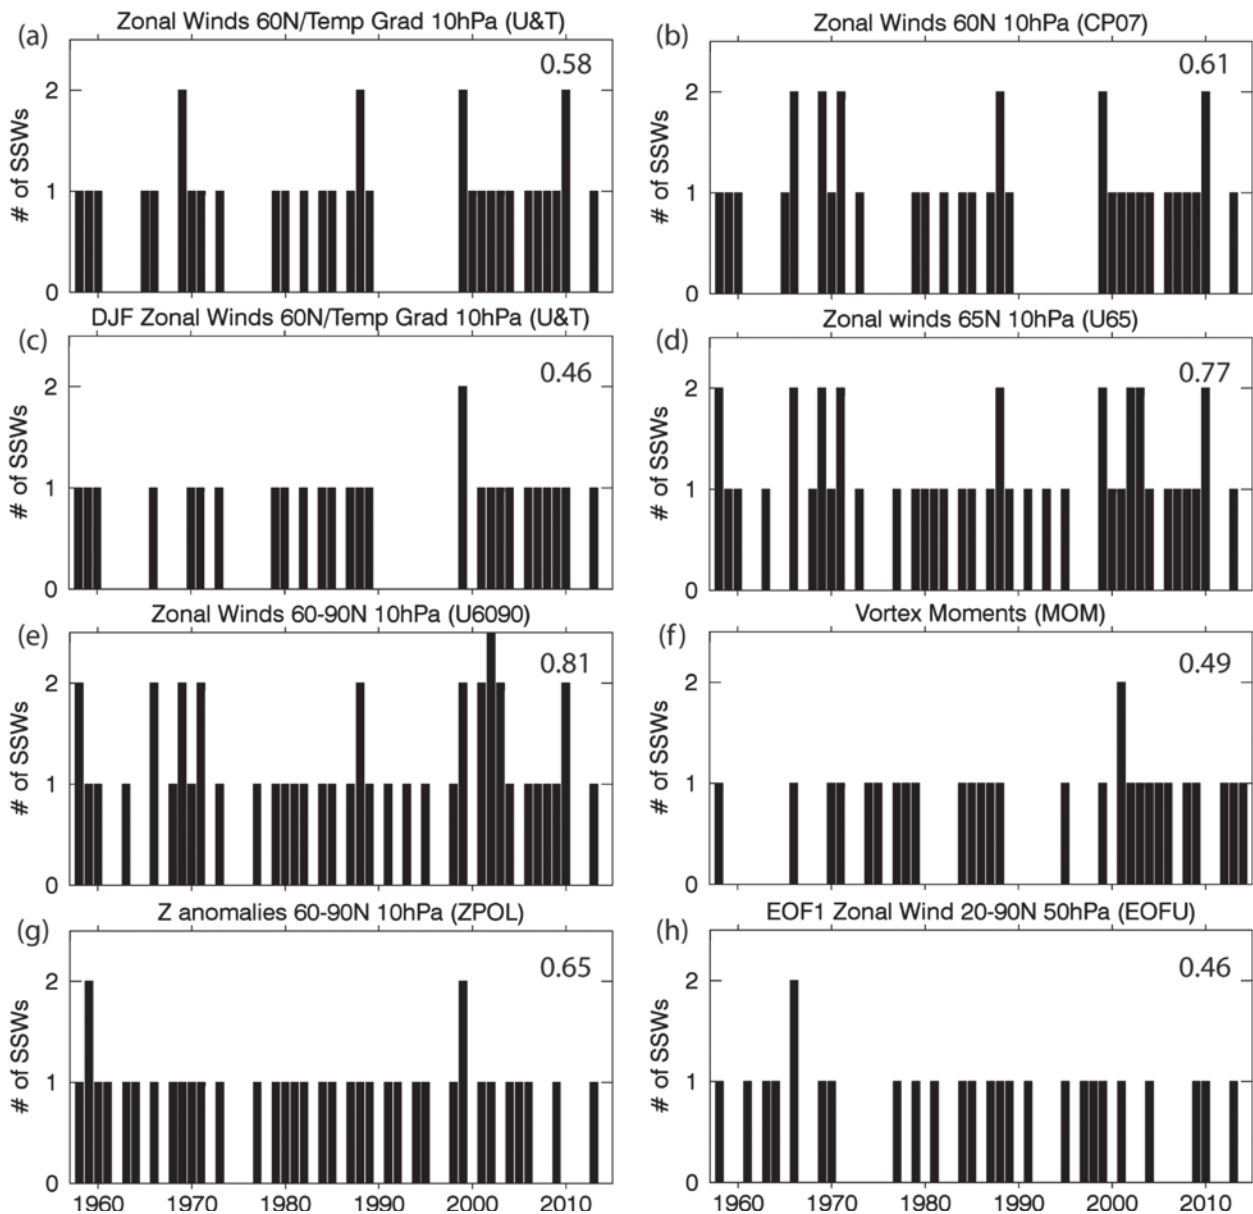 Zonal Winds 60N/Temp Grad 10hPa (U&T)
(a)
0.58
2
1
0
# of SSWs
Zonal Winds 60N 10hPa (CP07)
(b)
0.61
2
1
0
# of SSWs
DJF Zonal Winds 60N/Temp Grad 10hPa (U&T)
(c)
0.46
2
1
0
# of SSWs
Zonal winds 65N 10hPa (U65)
(d)
0.77
2
1
0
# of SSWs
Zonal Winds 60-90N 10hPa (U6090)
(e)
0.81
2
1
0
# of SSWs
Vortex Moments (MOM)
(f)
0.49
2
1
0
# of SSWs
Z anomalies 60-90N 10hPa (ZPOL)
(g)
0.65
2
1
0
# of SSWs
1960 1970 1980 1990 2000 2010
EOF1 Zonal Wind 20-90N 50hPa (EOFU)
(h)
0.46
2
1
0
# of SSWs
1960 1970 1980 1990 2000 2010